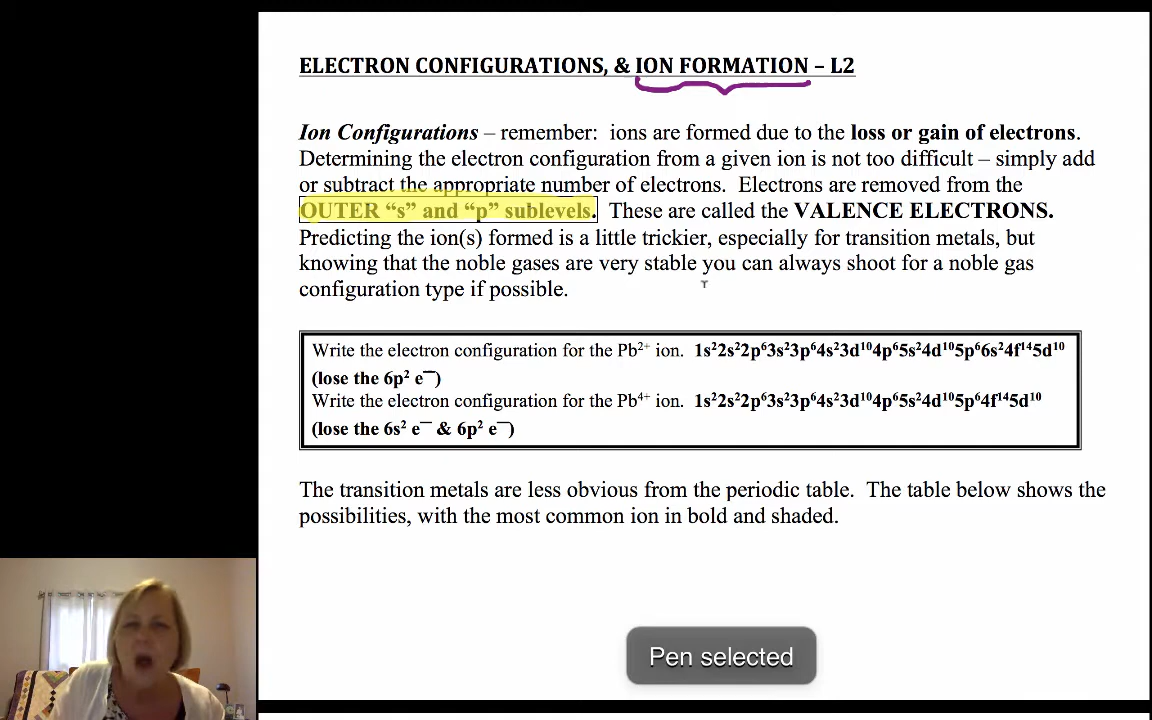 ELECTRON CONFIGURATIONS, & ION FORMATION – L2
Ion Configurations – remember: ions are formed due to the loss or gain of electrons.
Determining the electron configuration from a given ion is not too difficult – simply add
or subtract the appropriate number of electrons. Electrons are removed from the
OUTER “s” and “p” sublevels. These are called the VALENCE ELECTRONS.
Predicting the ion(s) formed is a little trickier, especially for transition metals, but
knowing that the noble gases are very stable you can always shoot for a noble gas
configuration type if possible.
Write the electron configuration for the Pb²⁺ ion. 1s²2s²2p⁶3s²3p⁶4s²3d¹⁰4p⁶5s²4d¹⁰5p⁶6s²4f¹⁴5d¹⁰
(lose the 6p² e⁻)
Write the electron configuration for the Pb⁴⁺ ion. 1s²2s²2p⁶3s²3p⁶4s²3d¹⁰4p⁶5s²4d¹⁰5p⁶4f¹⁴5d¹⁰
(lose the 6s² e⁻ & 6p² e⁻)
The transition metals are less obvious from the periodic table. The table below shows the
possibilities, with the most common ion in bold and shaded.
Pen selected